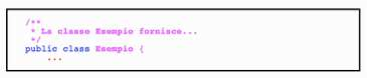 /**
* La classe Esempio fornisce...
*/
public class Esempio {
...